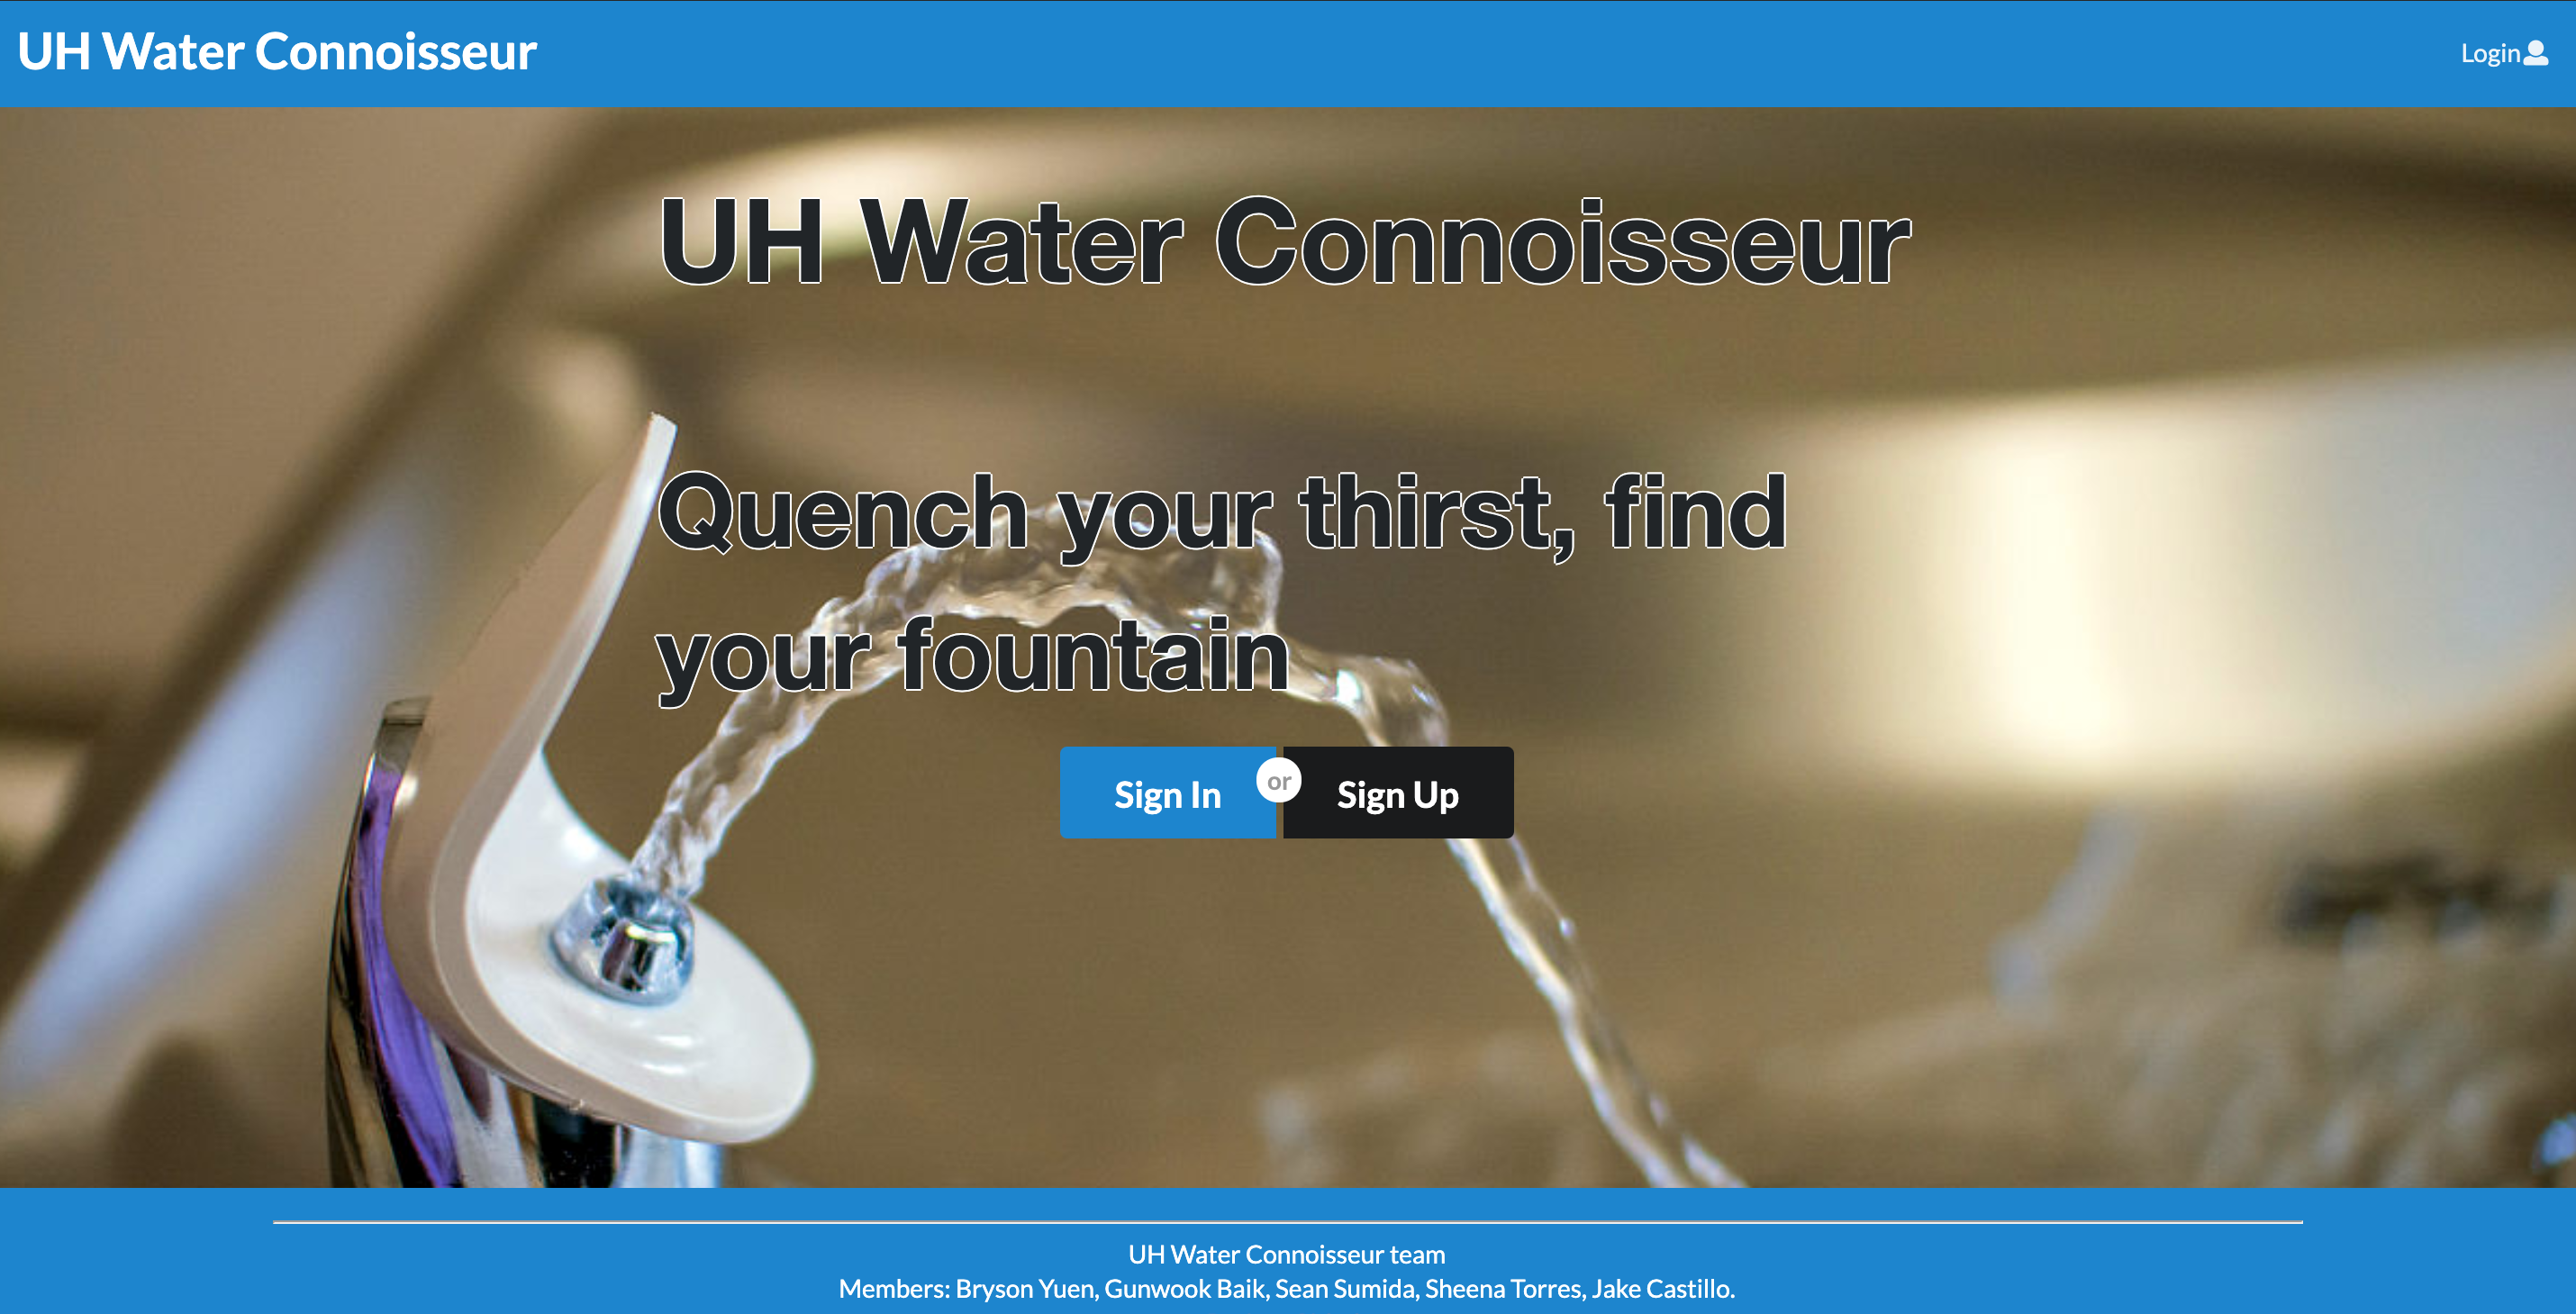 UH Water Connoisseur
Login
UH Water Connoisseur
Quench your thirst, find
your fountain
Sign In
or
Sign Up
UH Water Connoisseur team
Members: Bryson Yuen, Gunwook Baik, Sean Sumida, Sheena Torres, Jake Castillo.